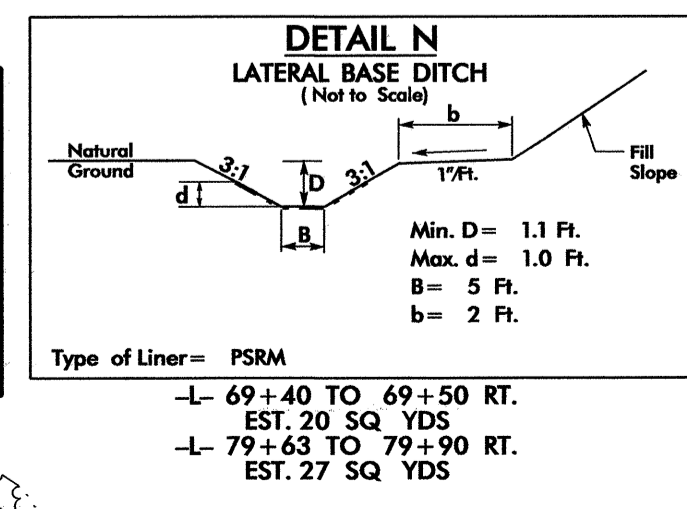 DETAIL N
LATERAL BASE DITCH
( Not to Scale)
b
Natural
Ground
3:1
D
3:1
1"/Ft.
Fill
Slope
d
B
Min. D= 1.1 Ft.
Max. d= 1.0 Ft.
B= 5 Ft.
b= 2 Ft.
Type of Liner= PSRM
-L- 69+40 TO 69+50 RT.
EST. 20 SQ YDS
-L- 79+63 TO 79+90 RT.
EST. 27 SQ YDS